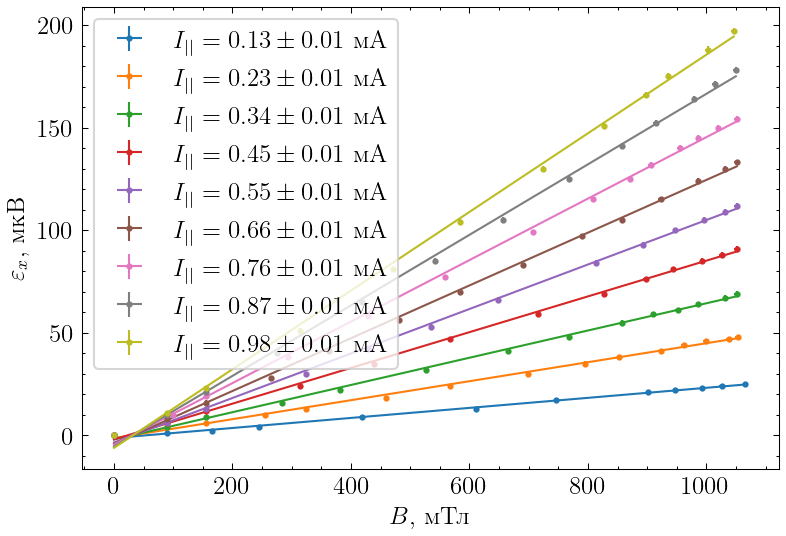 200
150
100
50
0
0 200 400 600 800 1000
ε_x, мкВ
B, мТл
I_{||} = 0.13 ± 0.01 мА
I_{||} = 0.23 ± 0.01 мА
I_{||} = 0.34 ± 0.01 мА
I_{||} = 0.45 ± 0.01 мА
I_{||} = 0.55 ± 0.01 мА
I_{||} = 0.66 ± 0.01 мА
I_{||} = 0.76 ± 0.01 мА
I_{||} = 0.87 ± 0.01 мА
I_{||} = 0.98 ± 0.01 мА